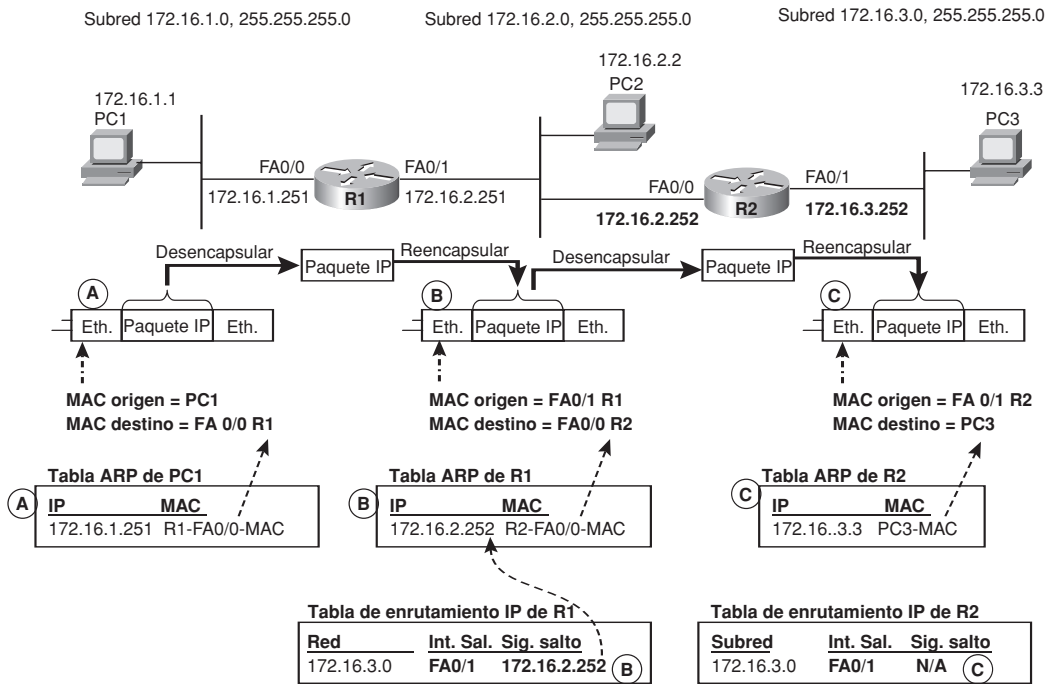 Subred 172.16.1.0, 255.255.255.0
Subred 172.16.2.0, 255.255.255.0
Subred 172.16.3.0, 255.255.255.0
172.16.1.1
PC1
172.16.2.2
PC2
172.16.3.3
PC3
FA0/0
172.16.1.251
R1
FA0/1
172.16.2.251
FA0/0
172.16.2.252
R2
FA0/1
172.16.3.252
Desencapsular
Paquete IP
Reencapsular
Desencapsular
Paquete IP
Reencapsular
A
Eth. Paquete IP Eth.
B
Eth. Paquete IP Eth.
C
Eth. Paquete IP Eth.
MAC origen = PC1
MAC destino = FA 0/0 R1
MAC origen = FA0/1 R1
MAC destino = FA0/0 R2
MAC origen = FA 0/1 R2
MAC destino = PC3
Tabla ARP de PC1
A
IP MAC
172.16.1.251 R1-FA0/0-MAC
Tabla ARP de R1
B
IP MAC
172.16.2.252 R2-FA0/0-MAC
Tabla ARP de R2
C
IP MAC
172.16..3.3 PC3-MAC
Tabla de enrutamiento IP de R1
Red Int. Sal. Sig. salto
172.16.3.0 FA0/1 172.16.2.252 B
Tabla de enrutamiento IP de R2
Subred Int. Sal. Sig. salto
172.16.3.0 FA0/1 N/A C